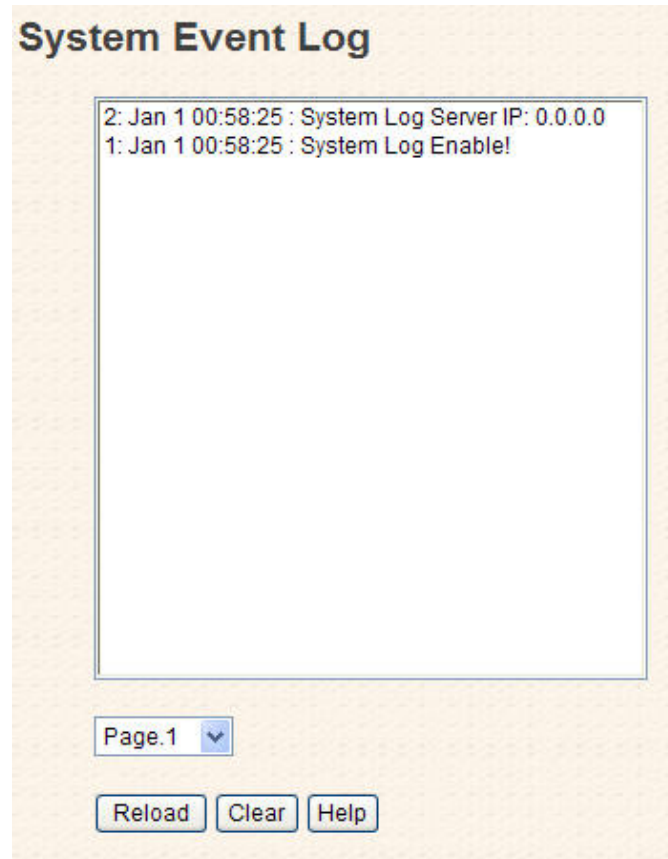 System Event Log
2: Jan 1 00:58:25 : System Log Server IP: 0.0.0.0
1: Jan 1 00:58:25 : System Log Enable!
Page.1
Reload Clear Help